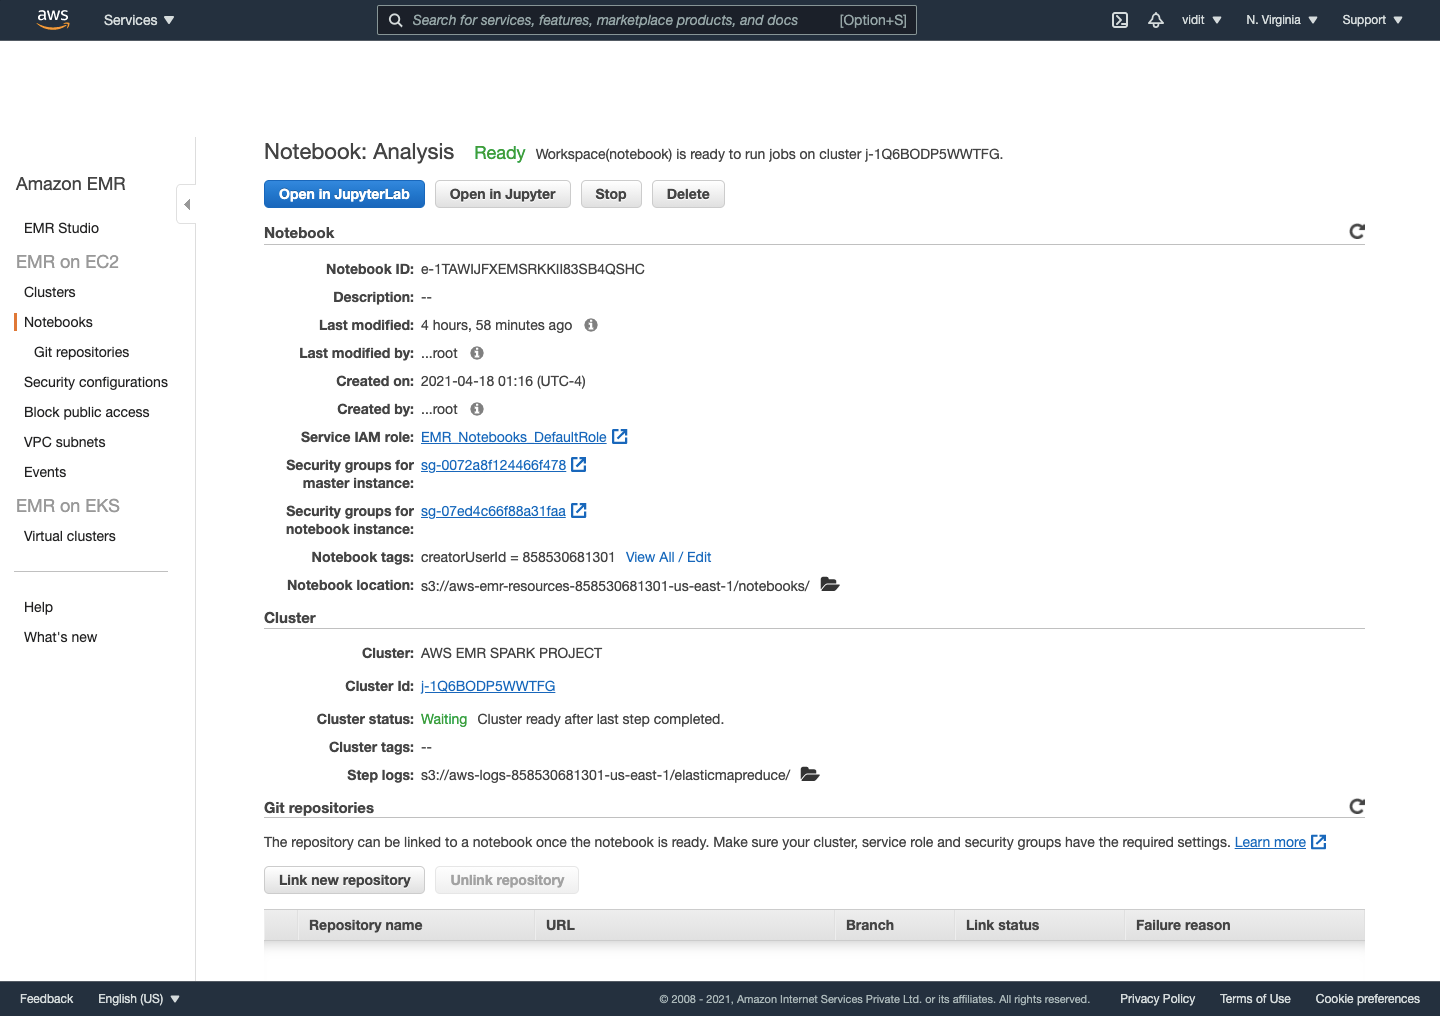 aws Services Search for services, features, marketplace products, and docs [Option+S] vidit N. Virginia Support
Amazon EMR
EMR Studio
EMR on EC2
Clusters
Notebooks
Git repositories
Security configurations
Block public access
VPC subnets
Events
EMR on EKS
Virtual clusters
Help
What's new
Notebook: Analysis Ready Workspace(notebook) is ready to run jobs on cluster j-1Q6BODP5WWTFG.
Open in JupyterLab Open in Jupyter Stop Delete
Notebook
Notebook ID: e-1TAWIJFXEMSRKKII83SB4QSHC
Description: --
Last modified: 4 hours, 58 minutes ago
Last modified by: ...root
Created on: 2021-04-18 01:16 (UTC-4)
Created by: ...root
Service IAM role: EMR_Notebooks_DefaultRole
Security groups for sg-0072a8f124466f478
master instance:
Security groups for sg-07ed4c66f88a31faa
notebook instance:
Notebook tags: creatorUserId = 858530681301 View All / Edit
Notebook location: s3://aws-emr-resources-858530681301-us-east-1/notebooks/
Cluster
Cluster: AWS EMR SPARK PROJECT
Cluster Id: j-1Q6BODP5WWTFG
Cluster status: Waiting Cluster ready after last step completed.
Cluster tags: --
Step logs: s3://aws-logs-858530681301-us-east-1/elasticmapreduce/
Git repositories
The repository can be linked to a notebook once the notebook is ready. Make sure your cluster, service role and security groups have the required settings. Learn more
Link new repository Unlink repository
Repository name URL Branch Link status Failure reason
Feedback English (US) © 2008 - 2021, Amazon Internet Services Private Ltd. or its affiliates. All rights reserved. Privacy Policy Terms of Use Cookie preferences